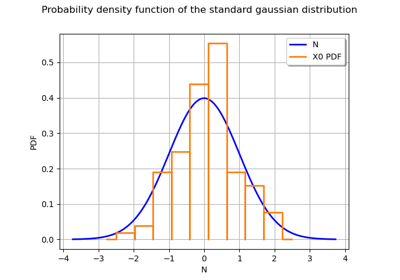 Probability density function of the standard gaussian distribution
N
X0 PDF
PDF
0.5
0.4
0.3
0.2
0.1
0.0
−4 −3 −2 −1 0 1 2 3 4
N